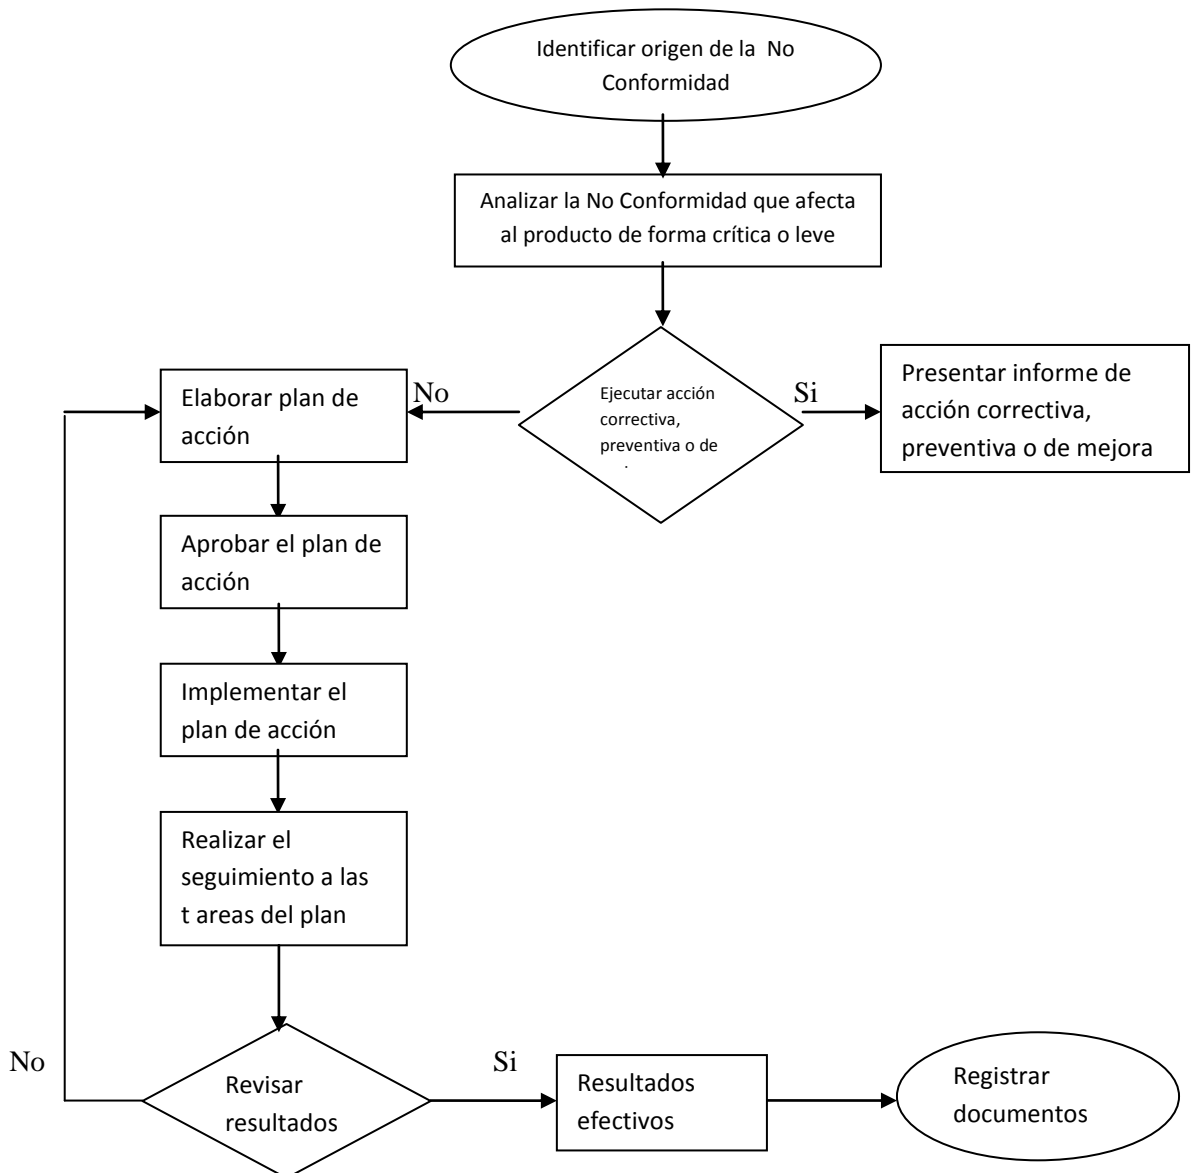 Identificar origen de la No
Conformidad
Analizar la No Conformidad que afecta
al producto de forma crítica o leve
Ejecutar acción
correctiva,
preventiva o de
No
Si
Presentar informe de
acción correctiva,
preventiva o de mejora
Elaborar plan de
acción
Aprobar el plan de
acción
Implementar el
plan de acción
Realizar el
seguimiento a las
t areas del plan
Revisar
resultados
No
Si
Resultados
efectivos
Registrar
documentos